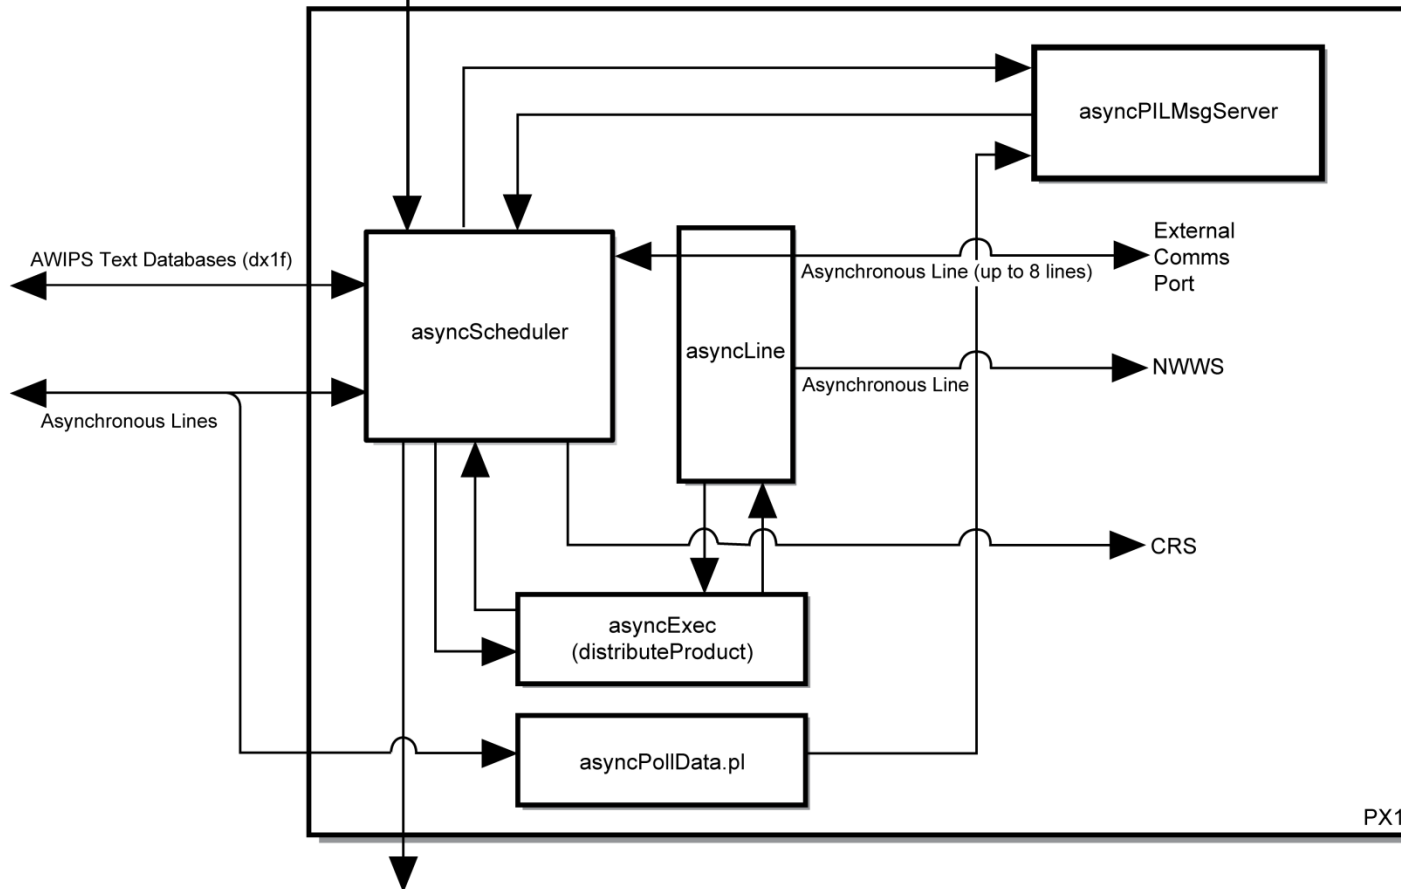 asyncPILMsgServer
External
Comms
Port
AWIPS Text Databases (dx1f)
Asynchronous Line (up to 8 lines)
asyncScheduler
asyncLine
NWWS
Asynchronous Line
Asynchronous Lines
CRS
asyncExec
(distributeProduct)
asyncPollData.pl
PX1